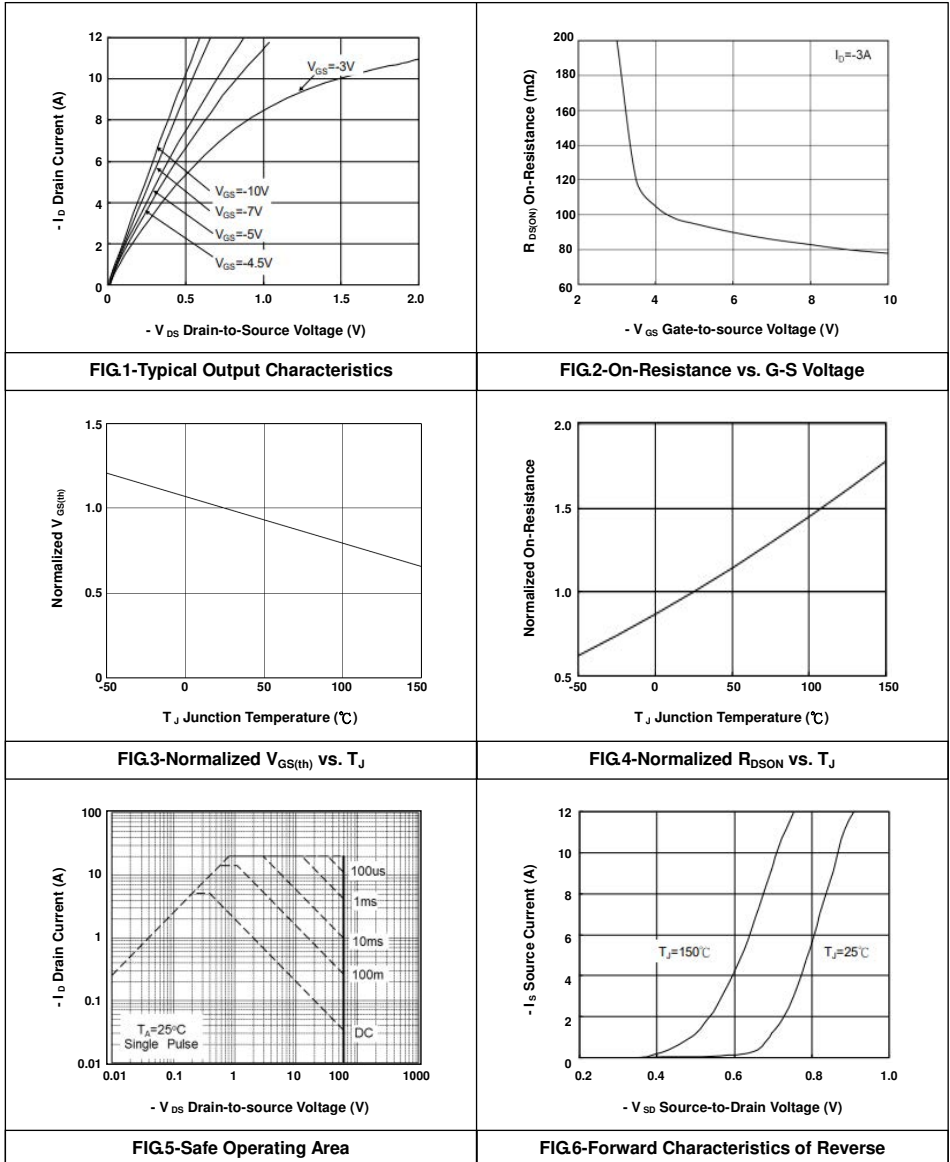 12
10
8
6
4
2
0
- I D Drain Current (A)
VGS=-3V
VGS=-10V
VGS=-7V
VGS=-5V
VGS=-4.5V
0 0.5 1.0 1.5 2.0
- V DS Drain-to-Source Voltage (V)
FIG.1-Typical Output Characteristics
200
180
160
140
120
100
80
60
R DS(ON) On-Resistance (mΩ)
ID=-3A
2 4 6 8 10
- V GS Gate-to-source Voltage (V)
FIG.2-On-Resistance vs. G-S Voltage
1.5
1.0
0.5
0
Normalized V GS(th)
-50 0 50 100 150
T J Junction Temperature (℃)
FIG.3-Normalized VGS(th) vs. TJ
2.0
1.5
1.0
0.5
Normalized On-Resistance
-50 0 50 100 150
T J Junction Temperature (℃)
FIG.4-Normalized RDSON vs. TJ
100
10
1
0.1
0.01
- I D Drain Current (A)
100us
1ms
10ms
100m
DC
TA=25°C
Single Pulse
0.01 0.1 1 10 100 1000
- V DS Drain-to-source Voltage (V)
FIG.5-Safe Operating Area
12
10
8
6
4
2
0
- I S Source Current (A)
TJ=150℃
TJ=25℃
0.2 0.4 0.6 0.8 1.0
- V SD Source-to-Drain Voltage (V)
FIG.6-Forward Characteristics of Reverse